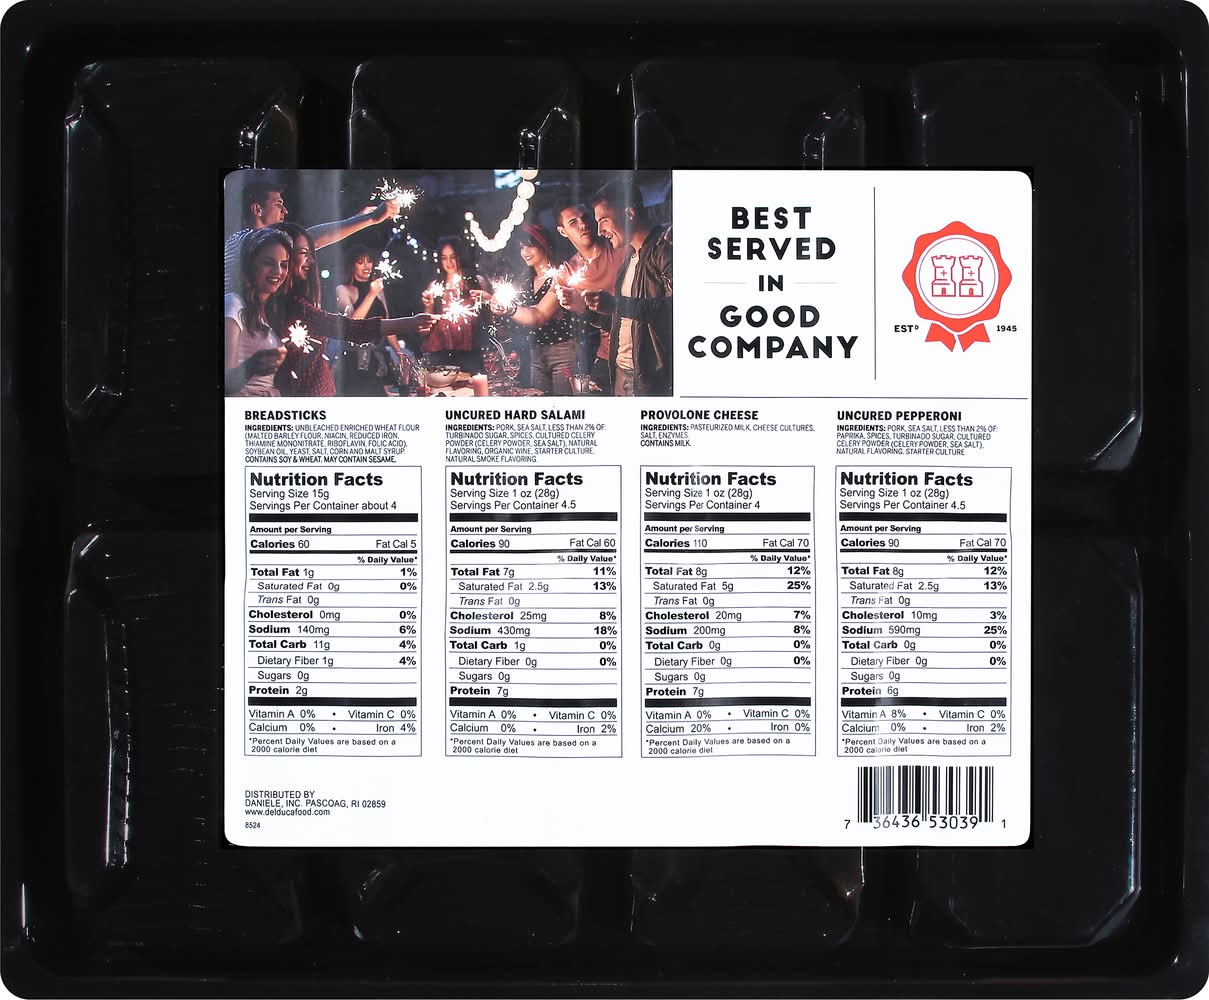 BEST
SERVED
IN
GOOD
COMPANY
ESTD 1945
BREADSTICKS
INGREDIENTS: UNBLEACHED ENRICHED WHEAT FLOUR
(MALTED BARLEY FLOUR, NIACIN, REDUCED IRON,
THIAMINE MONONITRATE, RIBOFLAVIN, FOLIC ACID),
SOYBEAN OIL, YEAST, SALT, CORN AND MALT SYRUP.
CONTAINS SOY & WHEAT. MAY CONTAIN SESAME.
Nutrition Facts
Serving Size 15g
Servings Per Container about 4
Amount per Serving
Calories 60 Fat Cal 5
% Daily Value*
Total Fat 1g 1%
Saturated Fat 0g 0%
Trans Fat 0g
Cholesterol 0mg 0%
Sodium 140mg 6%
Total Carb 11g 4%
Dietary Fiber 1g 4%
Sugars 0g
Protein 2g
Vitamin A 0% • Vitamin C 0%
Calcium 0% • Iron 4%
*Percent Daily Values are based on a
2000 calorie diet
UNCURED HARD SALAMI
INGREDIENTS: PORK, SEA SALT, LESS THAN 2% OF:
TURBINADO SUGAR, SPICES, CULTURED CELERY
POWDER (CELERY POWDER, SEA SALT), NATURAL
FLAVORING, ORGANIC WINE, STARTER CULTURE,
NATURAL SMOKE FLAVORING.
Nutrition Facts
Serving Size 1 oz (28g)
Servings Per Container 4.5
Amount per Serving
Calories 90 Fat Cal 60
% Daily Value*
Total Fat 7g 11%
Saturated Fat 2.5g 13%
Trans Fat 0g
Cholesterol 25mg 8%
Sodium 430mg 18%
Total Carb 1g 0%
Dietary Fiber 0g 0%
Sugars 0g
Protein 7g
Vitamin A 0% • Vitamin C 0%
Calcium 0% • Iron 2%
*Percent Daily Values are based on a
2000 calorie diet
PROVOLONE CHEESE
INGREDIENTS: PASTEURIZED MILK, CHEESE CULTURES,
SALT, ENZYMES.
CONTAINS MILK.
Nutrition Facts
Serving Size 1 oz (28g)
Servings Per Container 4
Amount per Serving
Calories 110 Fat Cal 70
% Daily Value*
Total Fat 8g 12%
Saturated Fat 5g 25%
Trans Fat 0g
Cholesterol 20mg 7%
Sodium 200mg 8%
Total Carb 0g 0%
Dietary Fiber 0g 0%
Sugars 0g
Protein 7g
Vitamin A 0% • Vitamin C 0%
Calcium 20% • Iron 0%
*Percent Daily Values are based on a
2000 calorie diet
UNCURED PEPPERONI
INGREDIENTS: PORK, SEA SALT, LESS THAN 2% OF:
PAPRIKA, SPICES, TURBINADO SUGAR, CULTURED
CELERY POWDER (CELERY POWDER, SEA SALT),
NATURAL FLAVORING, STARTER CULTURE.
Nutrition Facts
Serving Size 1 oz (28g)
Servings Per Container 4.5
Amount per Serving
Calories 90 Fat Cal 70
% Daily Value*
Total Fat 8g 12%
Saturated Fat 2.5g 13%
Trans Fat 0g
Cholesterol 10mg 3%
Sodium 590mg 25%
Total Carb 0g 0%
Dietary Fiber 0g 0%
Sugars 0g
Protein 6g
Vitamin A 8% • Vitamin C 0%
Calcium 0% • Iron 2%
*Percent Daily Values are based on a
2000 calorie diet
DISTRIBUTED BY
DANIELE, INC. PASCOAG, RI 02859
www.delducafood.com
8524
7 36436 53039 1